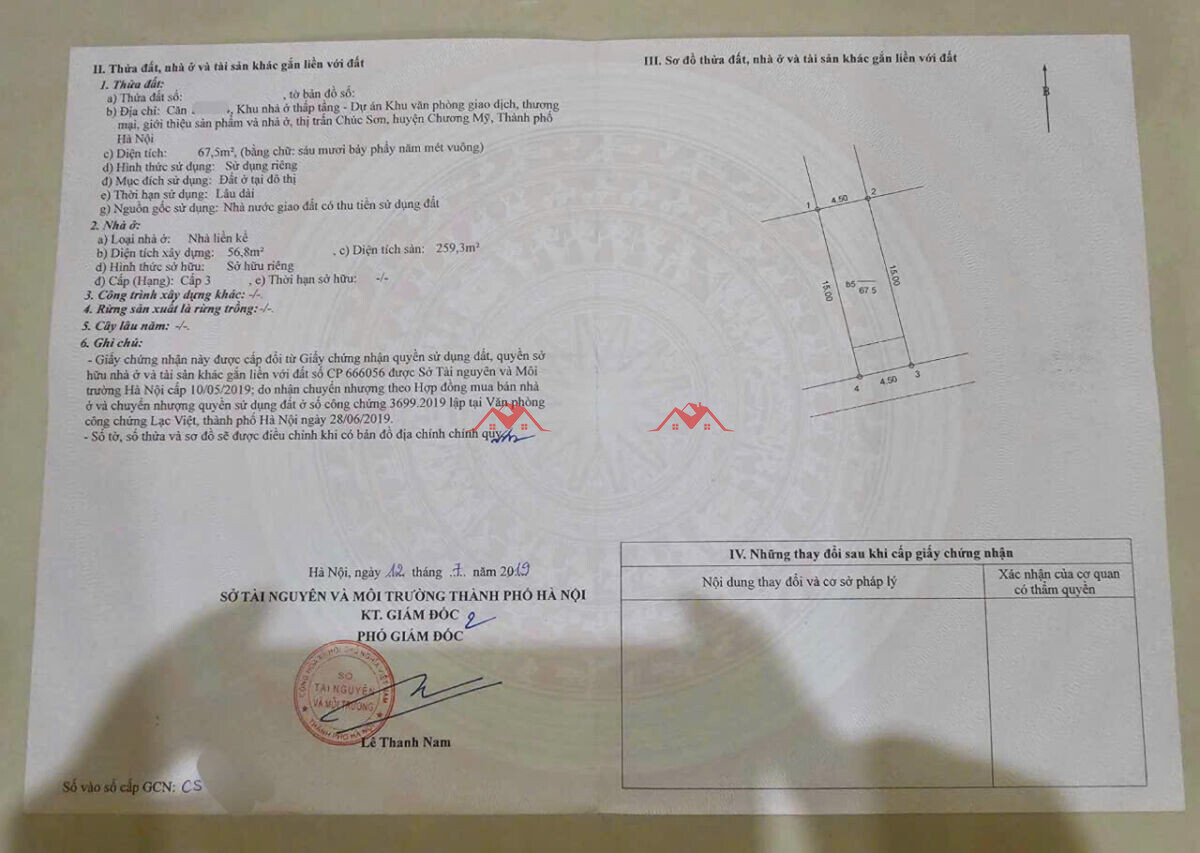 II. Thửa đất, nhà ở và tài sản khác gắn liền với đất
1. Thửa đất:
a) Thửa đất số: , tờ bản đồ số:
b) Địa chỉ: Căn , Khu nhà ở thấp tầng - Dự án Khu văn phòng giao dịch, thương
mại, giới thiệu sản phẩm và nhà ở, thị trấn Chúc Sơn, huyện Chương Mỹ, Thành phố
Hà Nội
c) Diện tích: 67,5m², (bằng chữ: sáu mươi bảy phẩy năm mét vuông)
d) Hình thức sử dụng: Sử dụng riêng
đ) Mục đích sử dụng: Đất ở tại đô thị
e) Thời hạn sử dụng: Lâu dài
g) Nguồn gốc sử dụng: Nhà nước giao đất có thu tiền sử dụng đất
2. Nhà ở:
a) Loại nhà ở: Nhà liền kề
b) Diện tích xây dựng: 56,8m² , c) Diện tích sàn: 259,3m²
d) Hình thức sở hữu: Sở hữu riêng
đ) Cấp (Hạng): Cấp 3 , e) Thời hạn sở hữu: -/-
3. Công trình xây dựng khác: -/-.
4. Rừng sản xuất là rừng trồng:-/-.
5. Cây lâu năm: -/-.
6. Ghi chú:
- Giấy chứng nhận này được cấp đổi từ Giấy chứng nhận quyền sử dụng đất, quyền sở
hữu nhà ở và tài sản khác gắn liền với đất số CP 666056 được Sở Tài nguyên và Môi
trường Hà Nội cấp 10/05/2019; do nhận chuyển nhượng theo Hợp đồng mua bán nhà
ở và chuyển nhượng quyền sử dụng đất ở số công chứng 3699.2019 lập tại Văn phòng
công chứng Lạc Việt, thành phố Hà Nội ngày 28/06/2019.
- Số tờ, số thửa và sơ đồ sẽ được điều chỉnh khi có bản đồ địa chính chính quy
Hà Nội, ngày 12 tháng 7 năm 2019
SỞ TÀI NGUYÊN VÀ MÔI TRƯỜNG THÀNH PHỐ HÀ NỘI
KT. GIÁM ĐỐC
PHÓ GIÁM ĐỐC
CỘNG HÒA XÃ HỘI CHỦ NGHĨA VIỆT NAM
SỞ
TÀI NGUYÊN
VÀ MÔI TRƯỜNG
THÀNH PHỐ HÀ NỘI
Lê Thanh Nam
Số vào sổ cấp GCN: CS
III. Sơ đồ thửa đất, nhà ở và tài sản khác gắn liền với đất
B
1
4.50
2
15.00
15.00
b5
67.5
4
4.50
3
IV. Những thay đổi sau khi cấp giấy chứng nhận
Nội dung thay đổi và cơ sở pháp lý
Xác nhận của cơ quan
có thẩm quyền